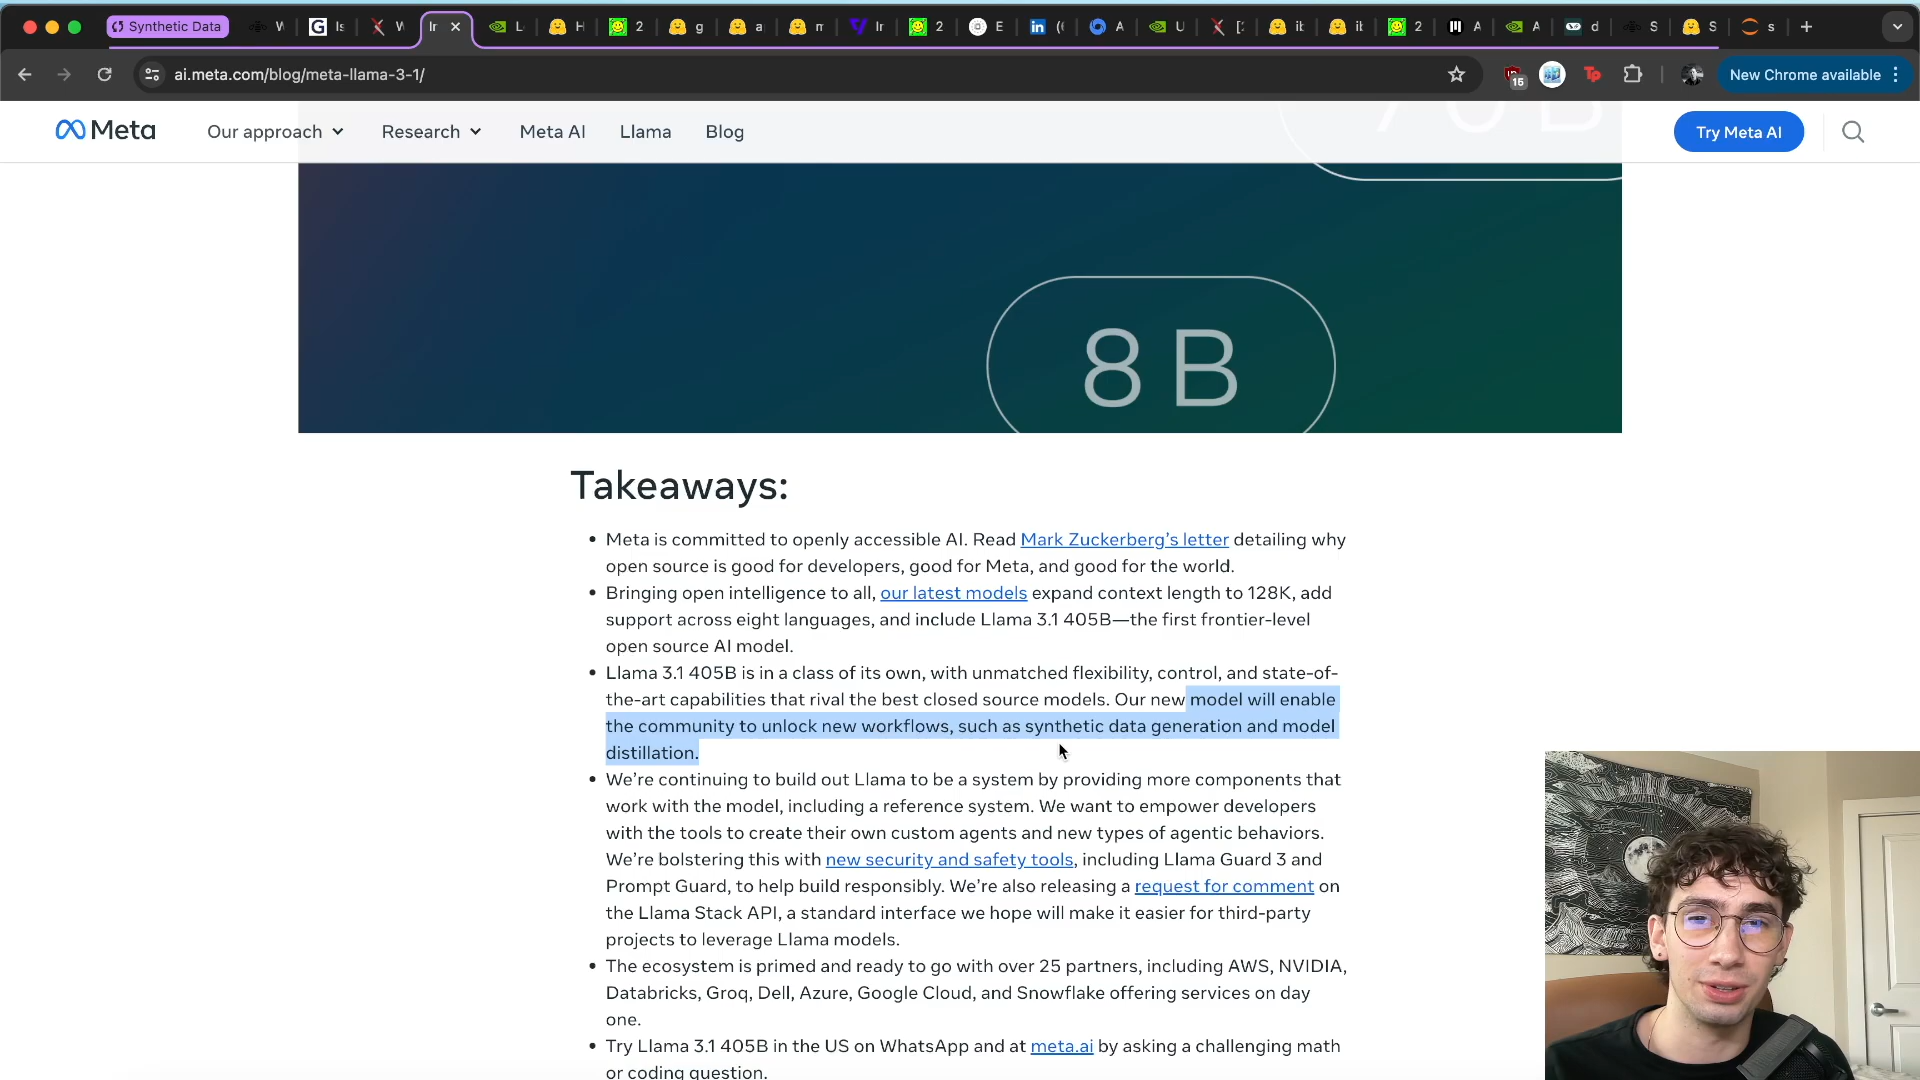 Synthetic Data
ai.meta.com/blog/meta-llama-3-1/
15
New Chrome available
Meta
Our approach
Research
Meta AI
Llama
Blog
Try Meta AI
8 B
Takeaways:
• Meta is committed to openly accessible AI. Read Mark Zuckerberg’s letter detailing why
open source is good for developers, good for Meta, and good for the world.
• Bringing open intelligence to all, our latest models expand context length to 128K, add
support across eight languages, and include Llama 3.1 405B—the first frontier-level
open source AI model.
• Llama 3.1 405B is in a class of its own, with unmatched flexibility, control, and state-of-
the-art capabilities that rival the best closed source models. Our new model will enable
the community to unlock new workflows, such as synthetic data generation and model
distillation.
• We’re continuing to build out Llama to be a system by providing more components that
work with the model, including a reference system. We want to empower developers
with the tools to create their own custom agents and new types of agentic behaviors.
We’re bolstering this with new security and safety tools, including Llama Guard 3 and
Prompt Guard, to help build responsibly. We’re also releasing a request for comment on
the Llama Stack API, a standard interface we hope will make it easier for third-party
projects to leverage Llama models.
• The ecosystem is primed and ready to go with over 25 partners, including AWS, NVIDIA,
Databricks, Groq, Dell, Azure, Google Cloud, and Snowflake offering services on day
one.
• Try Llama 3.1 405B in the US on WhatsApp and at meta.ai by asking a challenging math
or coding question.